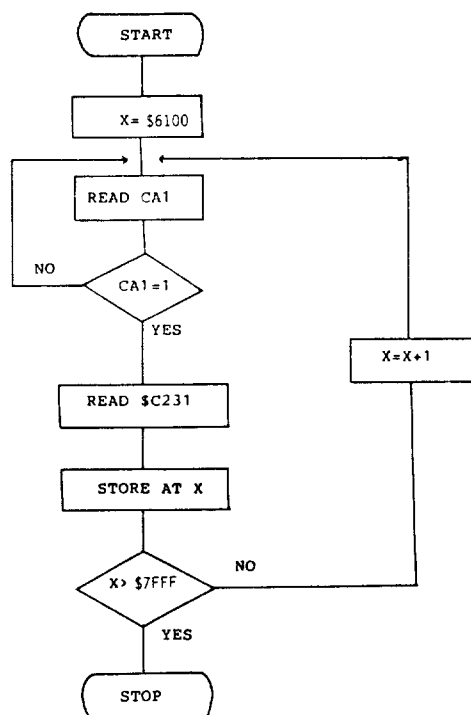 START
X= $6100
READ CA1
NO
CA1=1
YES
X=X+1
READ $C231
STORE AT X
NO
X> $7FFF
YES
STOP